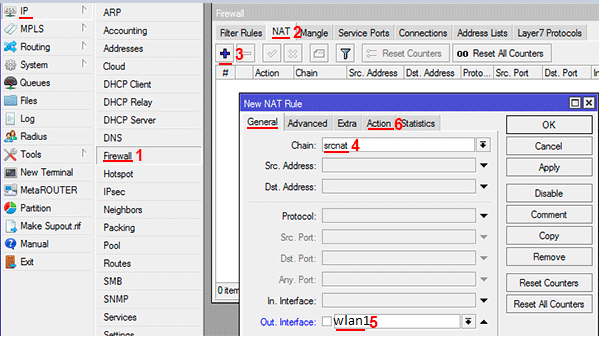 IP
MPLS
Routing
System
Queues
Files
Log
Radius
Tools
New Terminal
MetaROUTER
Partition
Make Supout.rif
Manual
Exit
ARP
Accounting
Addresses
Cloud
DHCP Client
DHCP Relay
DHCP Server
DNS
Firewall 1
Hotspot
IPsec
Neighbors
Packing
Pool
Routes
SMB
SNMP
Services
Settings
Firewall
Filter Rules NAT 2 Mangle Service Ports Connections Address Lists Layer7 Protocols
3 Reset Counters 00 Reset All Counters
# Action Chain Src. Address Dst. Address Proto... Src. Port Dst. Port In
0 item
New NAT Rule
General Advanced Extra Action 6 Statistics
Chain: srcnat 4
Src. Address:
Dst. Address:
Protocol:
Src. Port:
Dst. Port:
Any. Port:
In. Interface:
Out. Interface: wlan1 5
OK
Cancel
Apply
Disable
Comment
Copy
Remove
Reset Counters
Reset All Counters